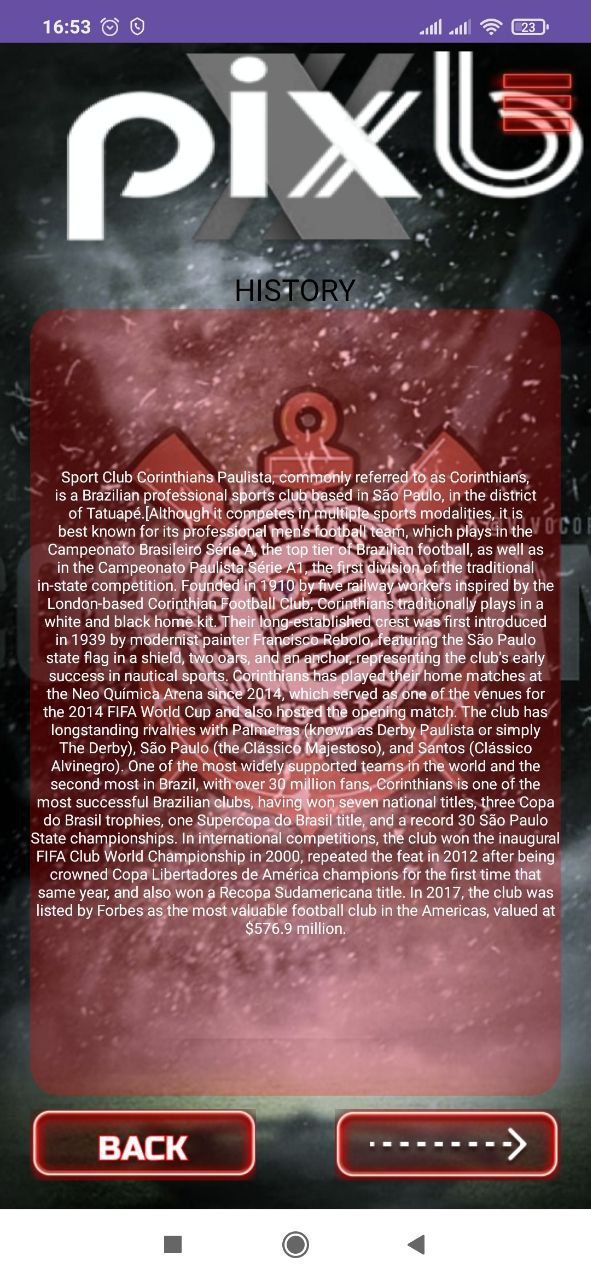 16:53
23
pixb
HISTORY
Sport Club Corinthians Paulista, commonly referred to as Corinthians,
is a Brazilian professional sports club based in São Paulo, in the district
of Tatuapé.[Although it competes in multiple sports modalities, it is
best known for its professional men's football team, which plays in the
Campeonato Brasileiro Série A, the top tier of Brazilian football, as well as
in the Campeonato Paulista Série A1, the first division of the traditional
in-state competition. Founded in 1910 by five railway workers inspired by the
London-based Corinthian Football Club, Corinthians traditionally plays in a
white and black home kit. Their long-established crest was first introduced
in 1939 by modernist painter Francisco Rebolo, featuring the São Paulo
state flag in a shield, two oars, and an anchor, representing the club's early
success in nautical sports. Corinthians has played their home matches at
the Neo Química Arena since 2014, which served as one of the venues for
the 2014 FIFA World Cup and also hosted the opening match. The club has
longstanding rivalries with Palmeiras (known as Derby Paulista or simply
The Derby), São Paulo (the Clássico Majestoso), and Santos (Clássico
Alvinegro). One of the most widely supported teams in the world and the
second most in Brazil, with over 30 million fans, Corinthians is one of the
most successful Brazilian clubs, having won seven national titles, three Copa
do Brasil trophies, one Supercopa do Brasil title, and a record 30 São Paulo
State championships. In international competitions, the club won the inaugural
FIFA Club World Championship in 2000, repeated the feat in 2012 after being
crowned Copa Libertadores de América champions for the first time that
same year, and also won a Recopa Sudamericana title. In 2017, the club was
listed by Forbes as the most valuable football club in the Americas, valued at
$576.9 million.
BACK